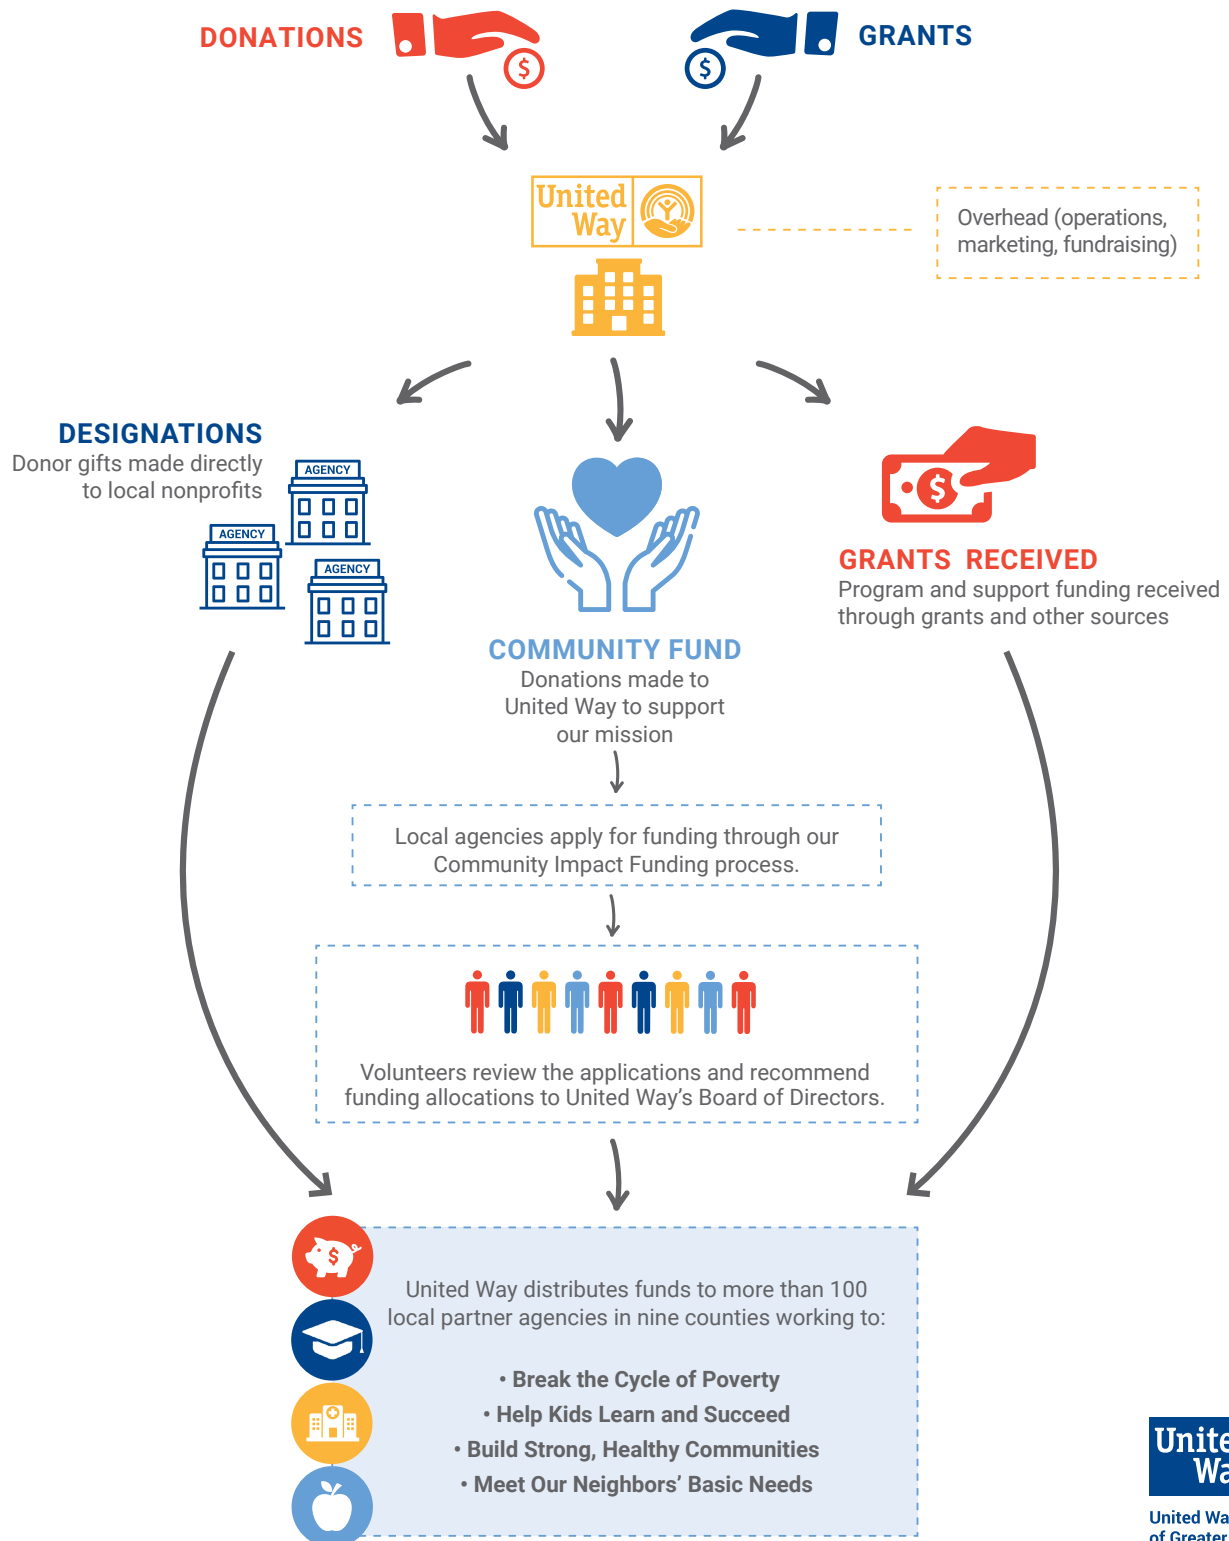 DONATIONS
GRANTS
$
$
United
Way
Overhead (operations,
marketing, fundraising)
DESIGNATIONS
Donor gifts made directly
to local nonprofits
AGENCY
AGENCY
AGENCY
$
GRANTS RECEIVED
Program and support funding received
through grants and other sources
COMMUNITY FUND
Donations made to
United Way to support
our mission
Local agencies apply for funding through our
Community Impact Funding process.
Volunteers review the applications and recommend
funding allocations to United Way's Board of Directors.
$
United Way distributes funds to more than 100
local partner agencies in nine counties working to:
• Break the Cycle of Poverty
• Help Kids Learn and Succeed
• Build Strong, Healthy Communities
• Meet Our Neighbors' Basic Needs
United
of Greater